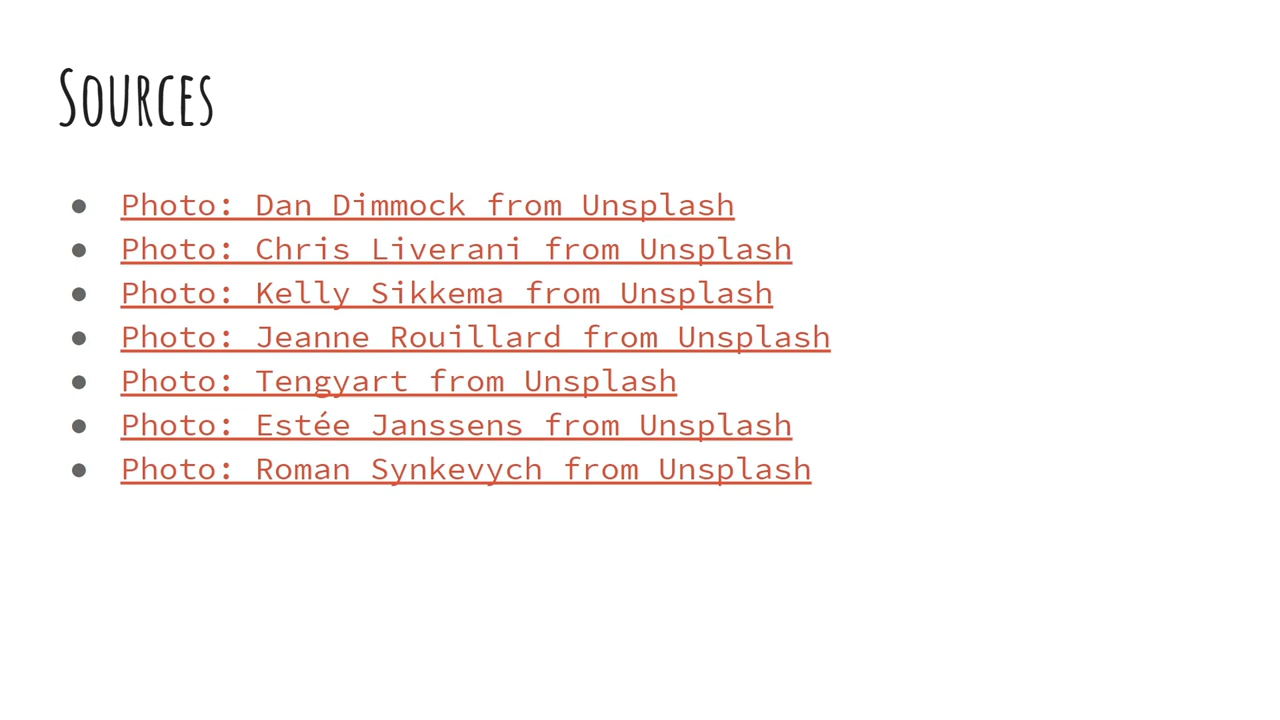 Sources
● Photo: Dan Dimmock from Unsplash
● Photo: Chris Liverani from Unsplash
● Photo: Kelly Sikkema from Unsplash
● Photo: Jeanne Rouillard from Unsplash
● Photo: Tengyart from Unsplash
● Photo: Estée Janssens from Unsplash
● Photo: Roman Synkevych from Unsplash